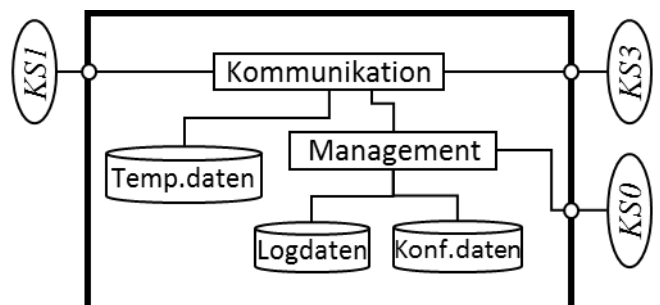 KS1
Kommunikation
KS3
Temp.daten
Management
KS0
Logdaten
Konf.daten